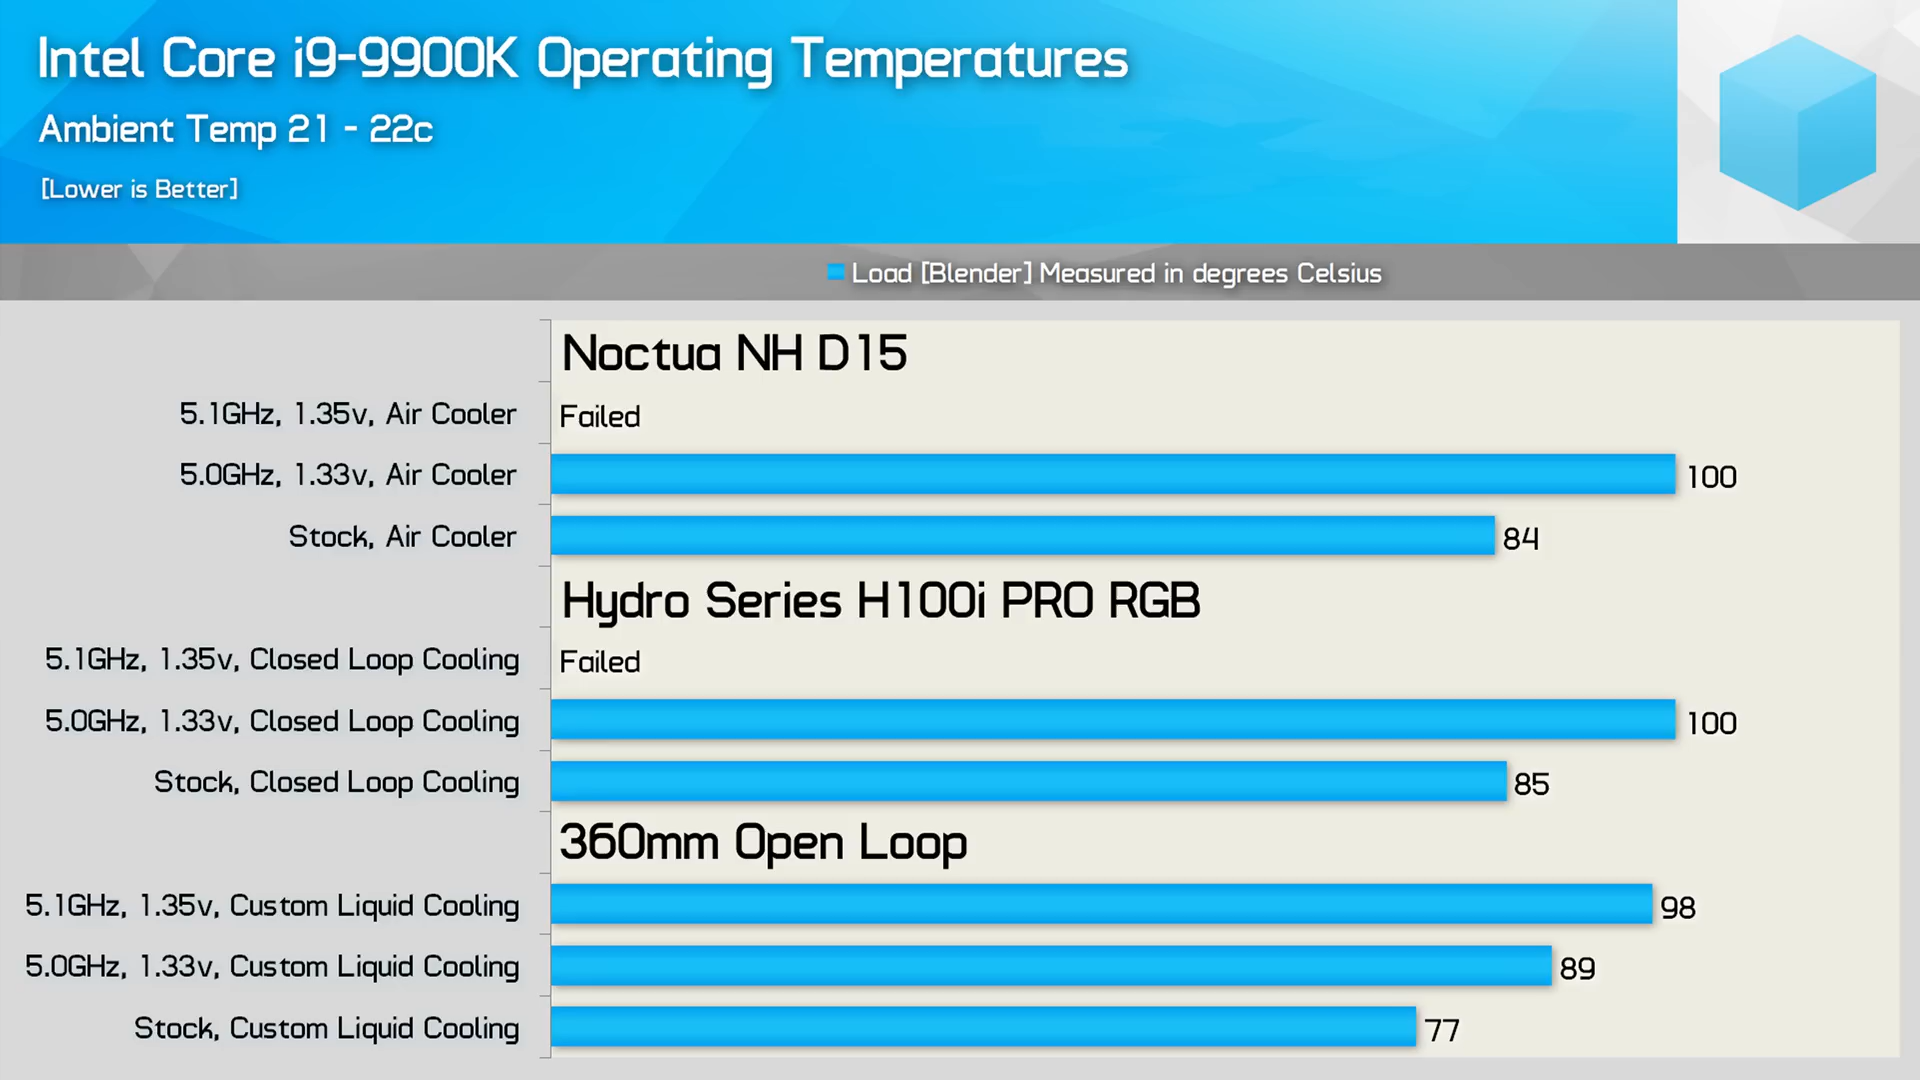 Intel Core i9-9900K Operating Temperatures
Ambient Temp 21 - 22c
[Lower is Better]
Load [Blender] Measured in degrees Celsius
Noctua NH D15
5.1GHz, 1.35v, Air Cooler Failed
5.0GHz, 1.33v, Air Cooler 100
Stock, Air Cooler 84
Hydro Series H100i PRO RGB
5.1GHz, 1.35v, Closed Loop Cooling Failed
5.0GHz, 1.33v, Closed Loop Cooling 100
Stock, Closed Loop Cooling 85
360mm Open Loop
5.1GHz, 1.35v, Custom Liquid Cooling 98
5.0GHz, 1.33v, Custom Liquid Cooling 89
Stock, Custom Liquid Cooling 77